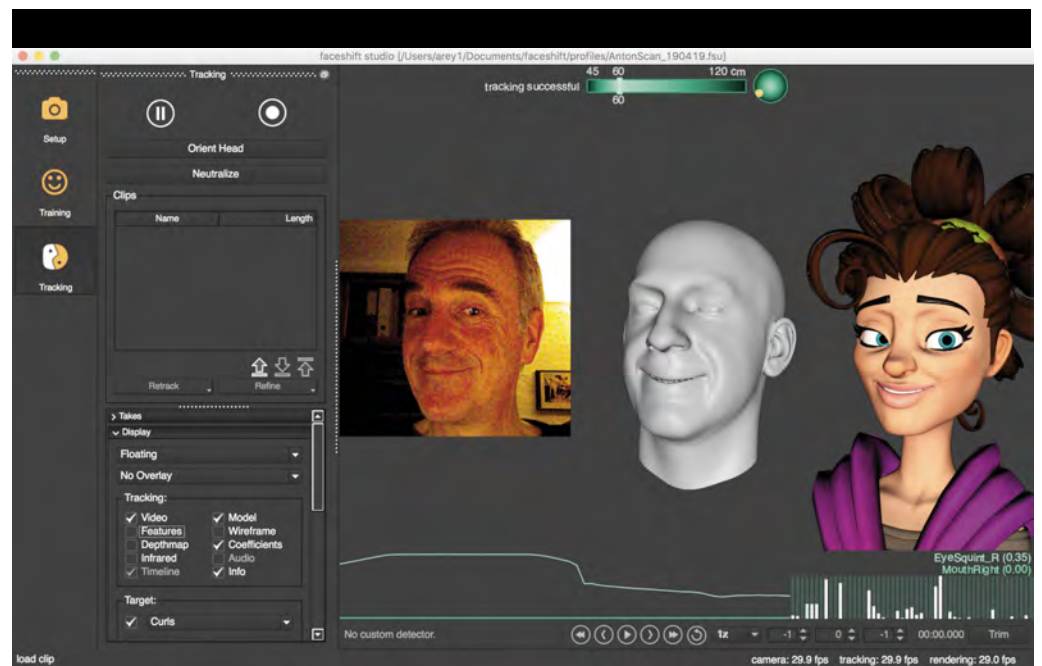 faceshift studio [/Users/arey1/Documents/faceshift/profiles/AntonScan_190419.fsu]
Tracking
Setup
Training
Tracking
Orient Head
Neutralize
Clips
Name Length
Retrack Refine
Takes
Display
Floating
No Overlay
Tracking:
Video Model
Features Wireframe
Depthmap Coefficients
Infrared Audio
Timeline Info
Target:
Curls
load clip
45 60 120 cm
tracking successful
60
EyeSquint_R (0.35)
MouthRight (0.00)
No custom detector. 1x -1 0 -1 00:00.000 Trim
camera: 29.9 fps tracking: 29.9 fps rendering: 29.0 fps